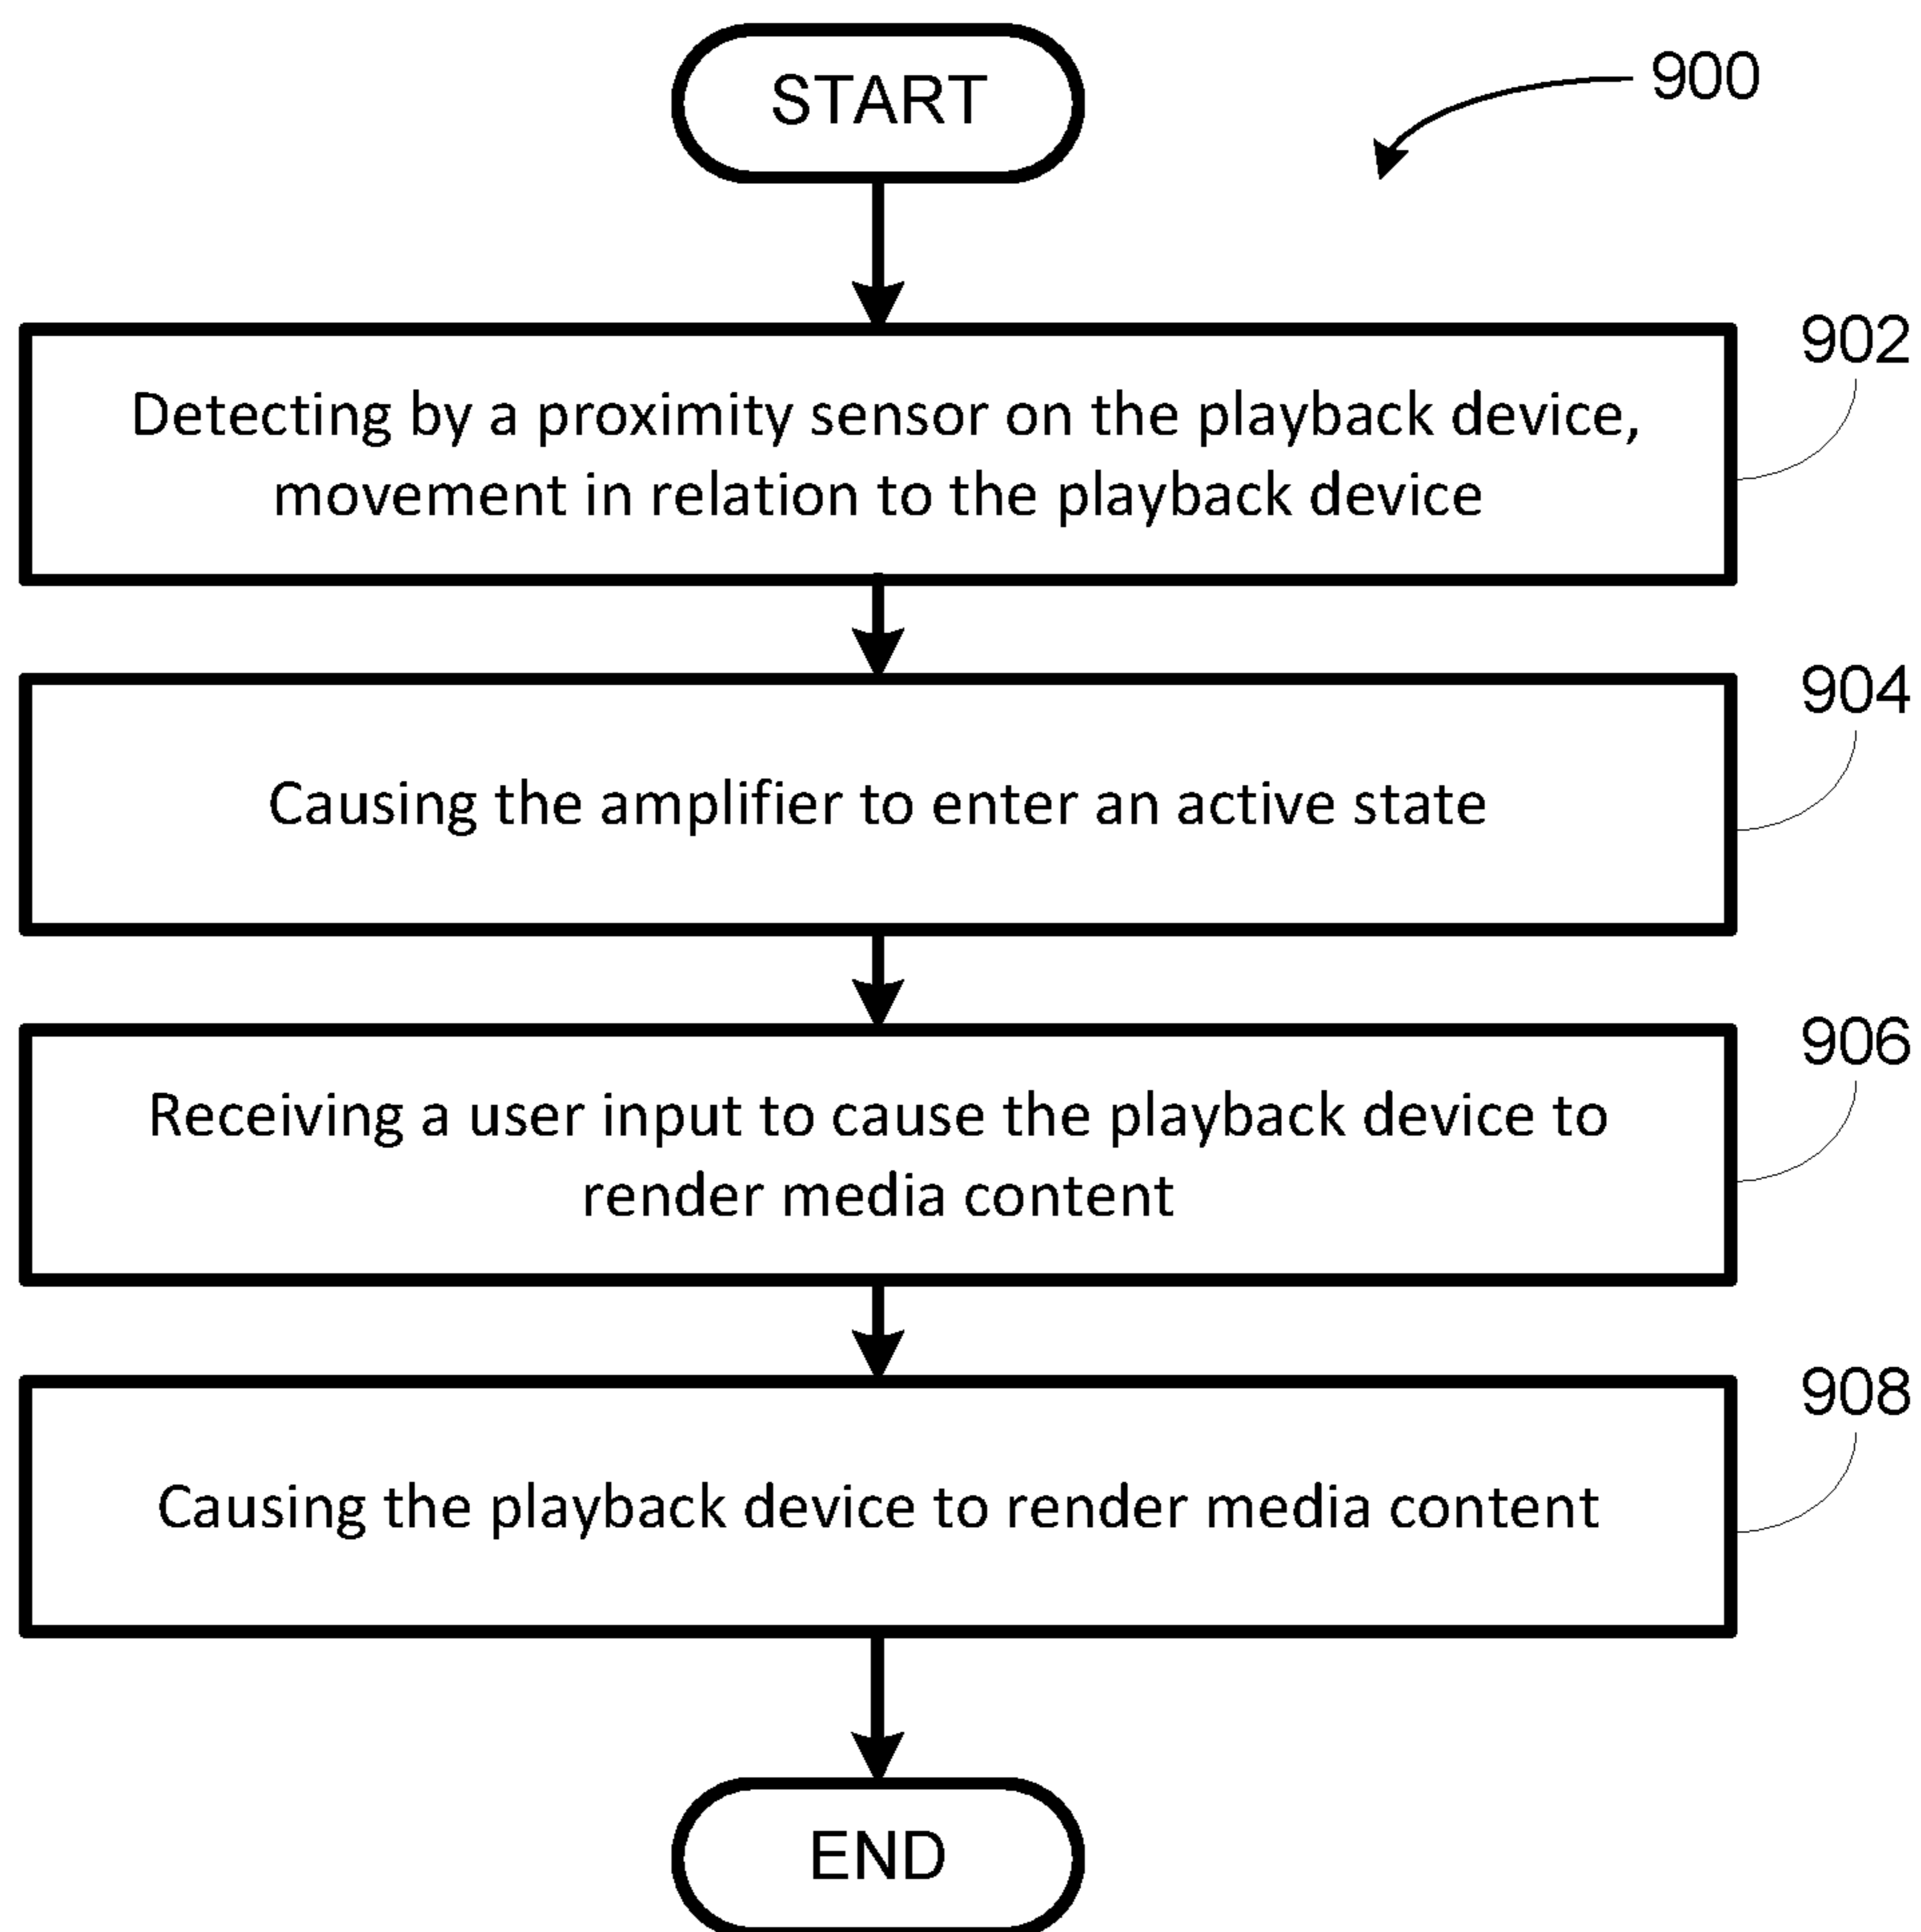 START
900
902
Detecting by a proximity sensor on the playback device,
movement in relation to the playback device
904
Causing the amplifier to enter an active state
906
Receiving a user input to cause the playback device to
render media content
908
Causing the playback device to render media content
END